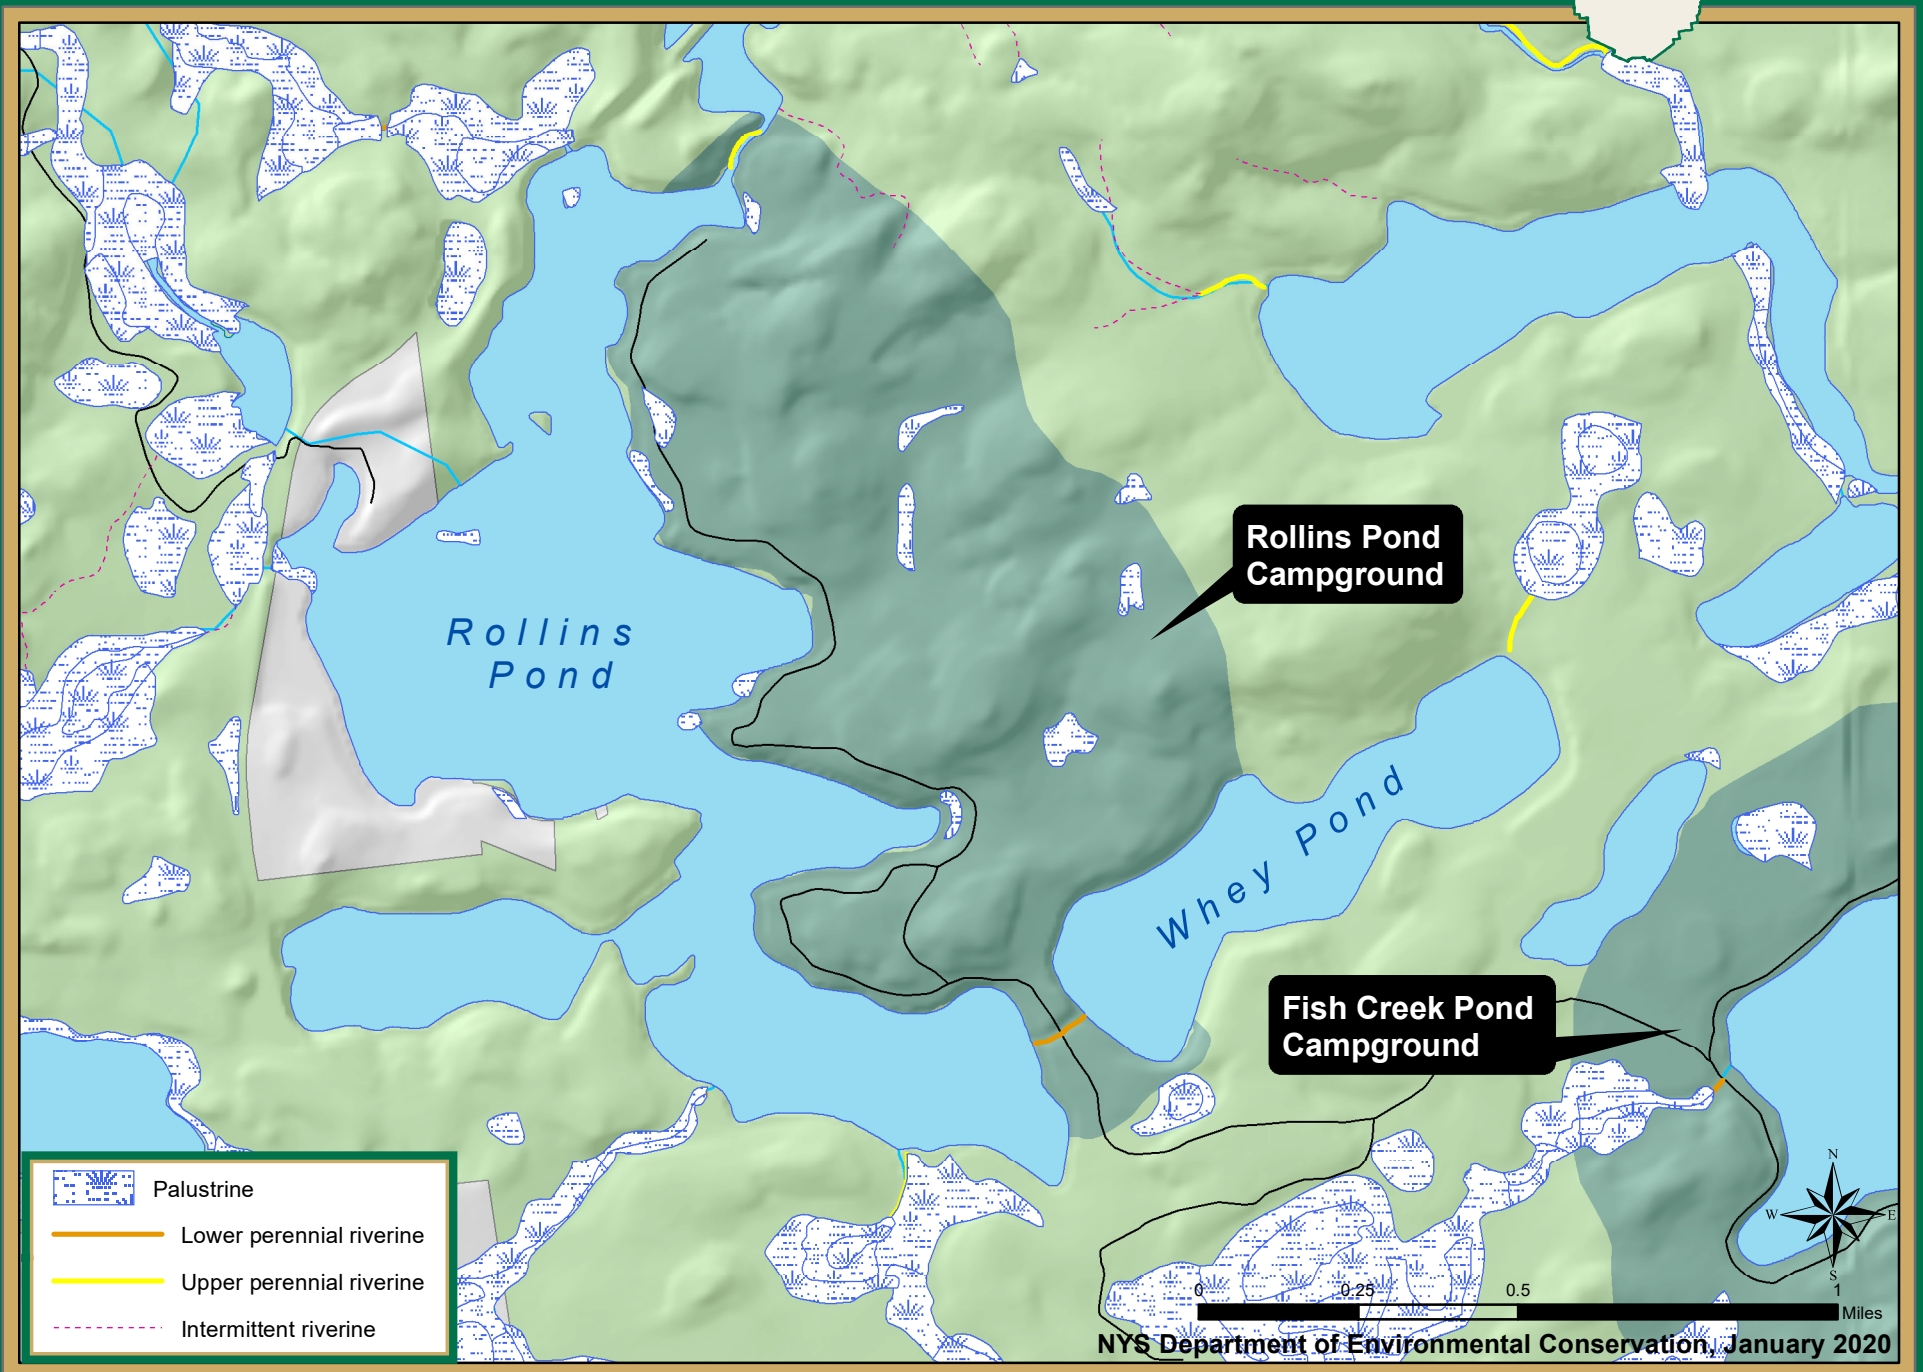 Rollins Pond
Campground
Rollins
Pond
Whey Pond
Fish Creek Pond
Campground
Palustrine
Lower perennial riverine
Upper perennial riverine
Intermittent riverine
N
W
E
S
0
0.25
0.5
1
Miles
NYS Department of Environmental Conservation, January 2020